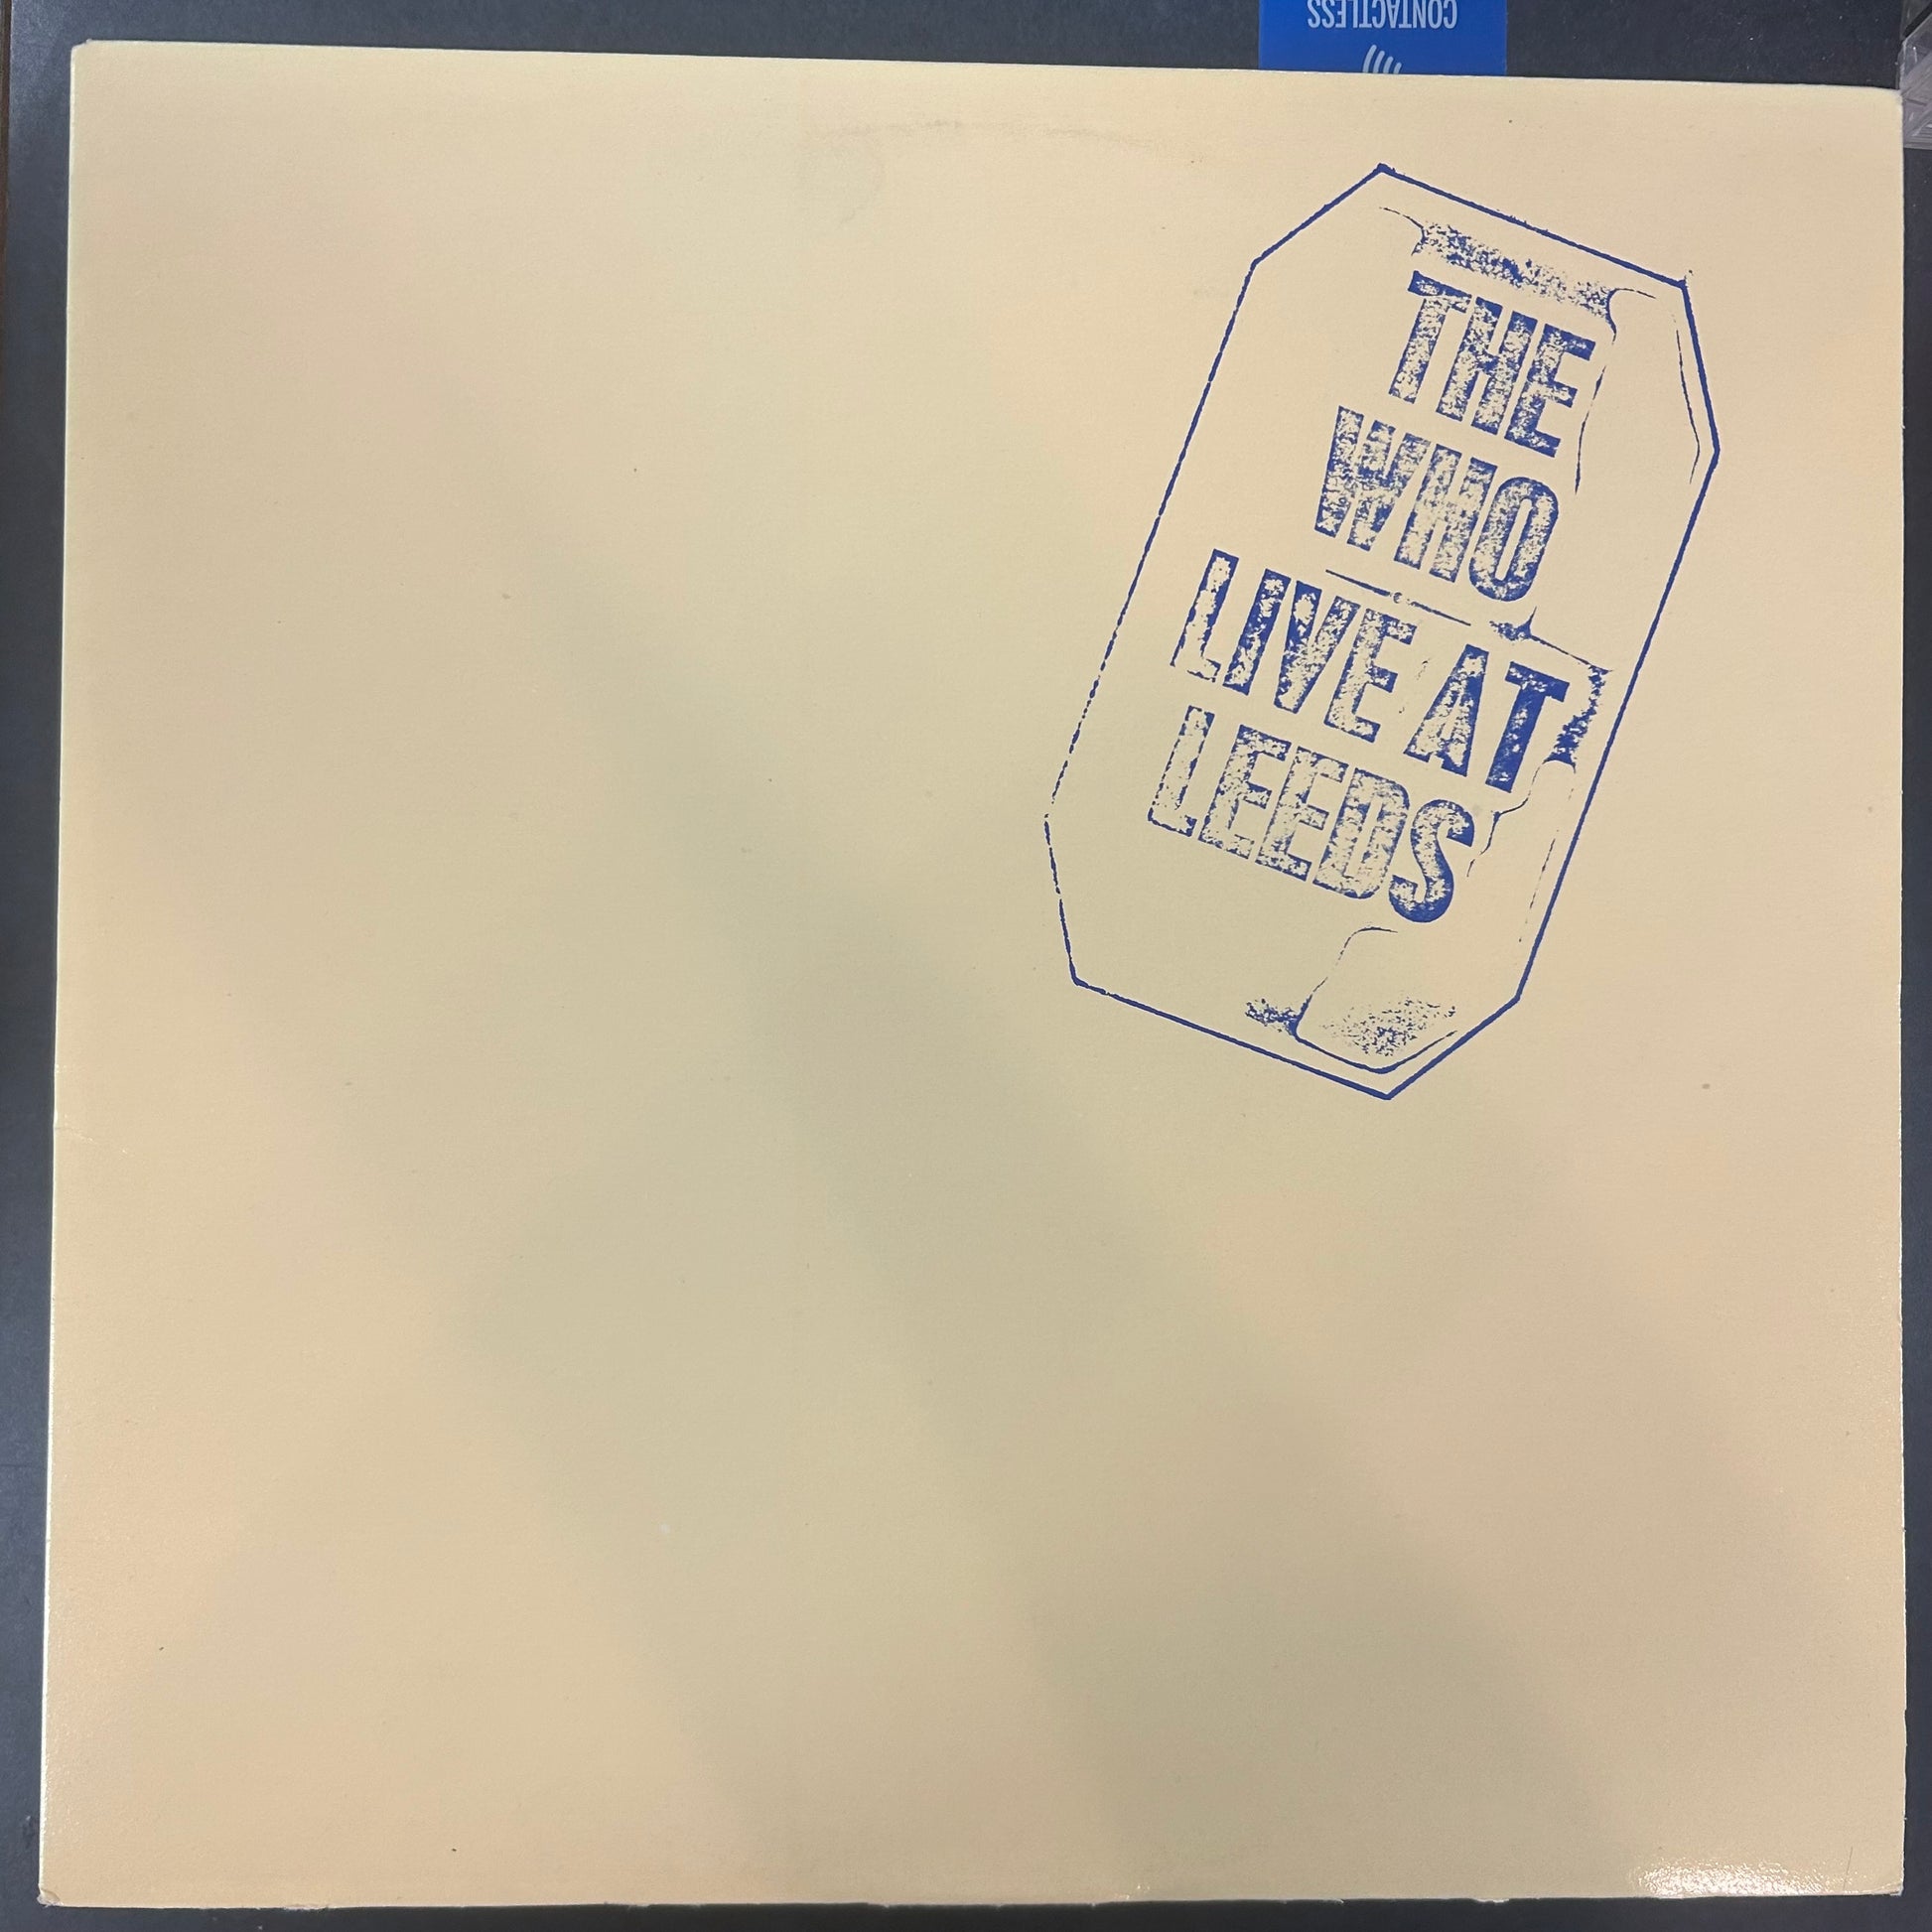 CONTACTLESS
THE
WHO
LIVE AT
LEEDS